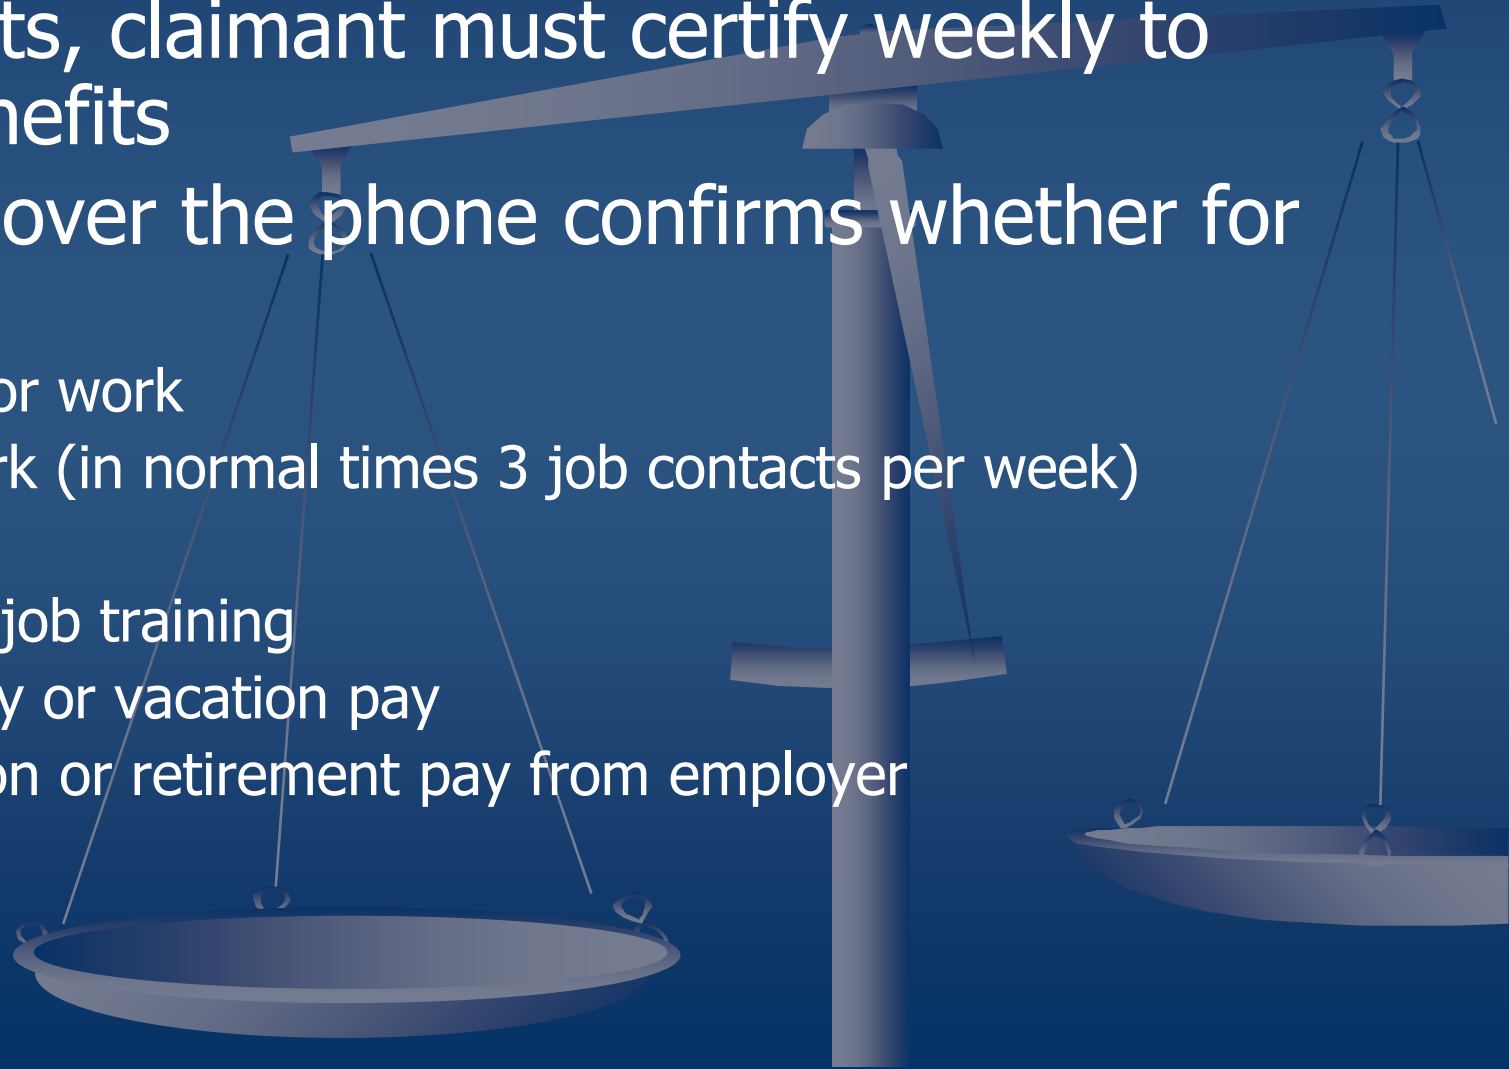 ts, claimant must certify weekly to
nefits
over the phone confirms whether for
or work
rk (in normal times 3 job contacts per week)
job training
y or vacation pay
on or retirement pay from employer